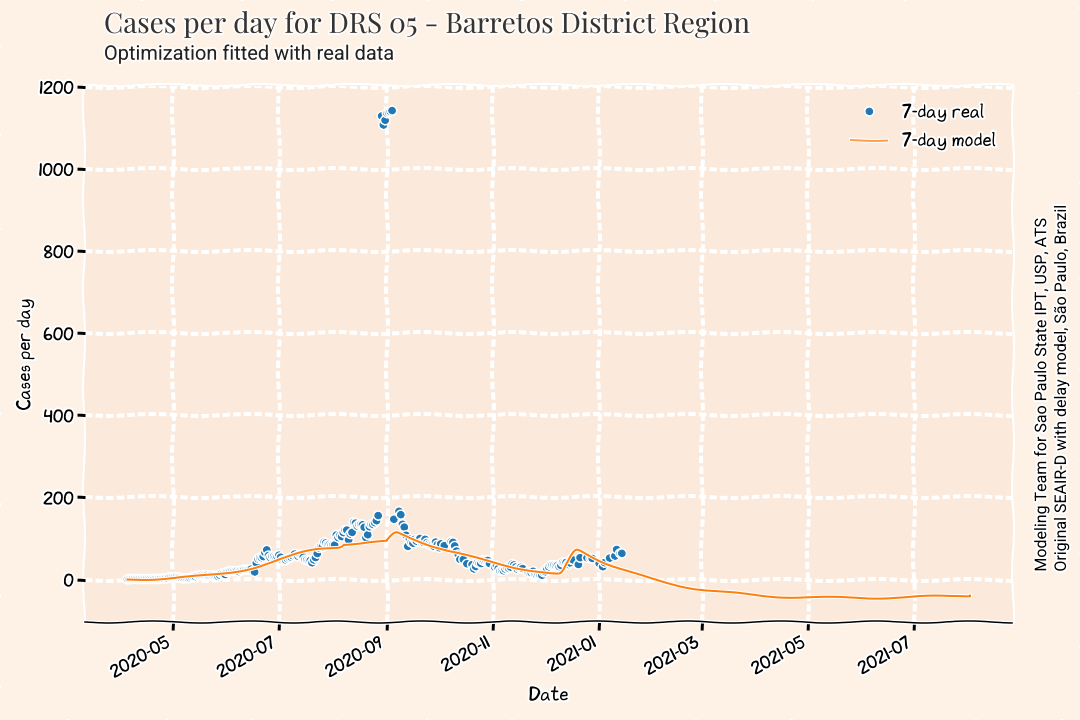 Cases per day for DRS 05 - Barretos District Region
Optimization fitted with real data
1200
1000
800
600
400
200
0
Cases per day
7-day real
7-day model
2020-05
2020-07
2020-09
2020-11
2021-01
2021-03
2021-05
2021-07
Date
Modeling Team for Sao Paulo State IPT, USP, ATS
Original SEAIR-D with delay model, São Paulo, Brazil